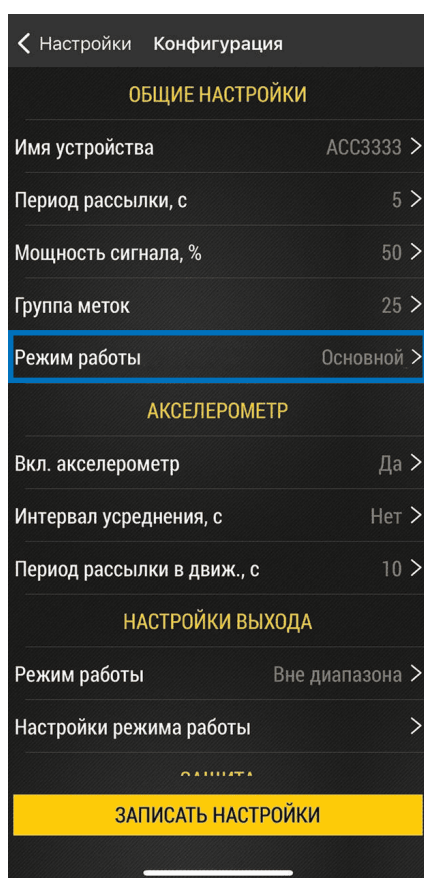 Настройки Конфигурация
ОБЩИЕ НАСТРОЙКИ
Имя устройства ACC3333
Период рассылки, с 5
Мощность сигнала, % 50
Группа меток 25
Режим работы Основной
АКСЕЛЕРОМЕТР
Вкл. акселерометр Да
Интервал усреднения, с Нет
Период рассылки в движ., с 10
НАСТРОЙКИ ВЫХОДА
Режим работы Вне диапазона
Настройки режима работы
ЗАПИСАТЬ НАСТРОЙКИ